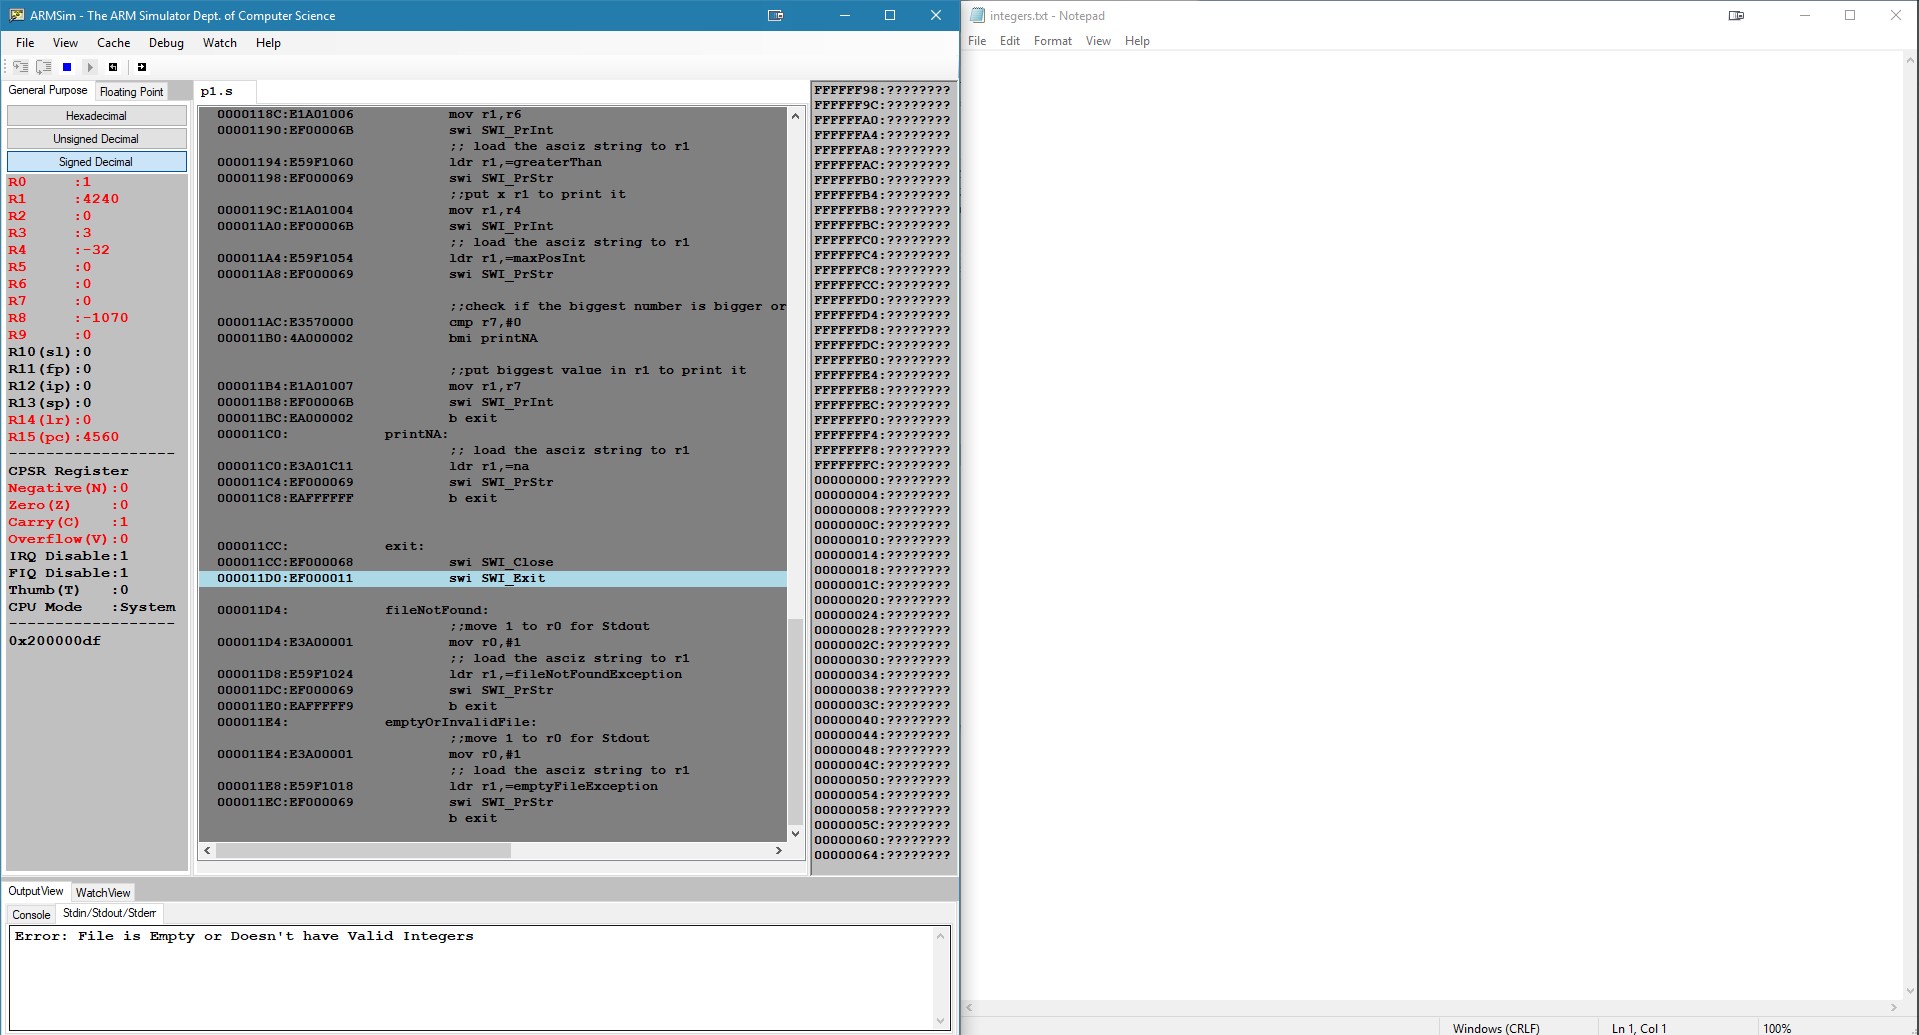 ARMSim - The ARM Simulator Dept. of Computer Science
File View Cache Debug Watch Help
General Purpose Floating Point
Hexadecimal
Unsigned Decimal
Signed Decimal
R0 :1
R1 :4240
R2 :0
R3 :3
R4 :-32
R5 :0
R6 :0
R7 :0
R8 :-1070
R9 :0
R10(sl):0
R11(fp):0
R12(ip):0
R13(sp):0
R14(lr):0
R15(pc):4560
------------------
CPSR Register
Negative(N):0
Zero(Z) :0
Carry(C) :1
Overflow(V):0
IRQ Disable:1
FIQ Disable:1
Thumb(T) :0
CPU Mode :System
------------------
0x200000df
p1.s
0000118C:E1A01006 mov r1,r6
00001190:EF00006B swi SWI_PrInt
;; load the asciz string to r1
00001194:E59F1060 ldr r1,=greaterThan
00001198:EF000069 swi SWI_PrStr
;;put x r1 to print it
0000119C:E1A01004 mov r1,r4
000011A0:EF00006B swi SWI_PrInt
;; load the asciz string to r1
000011A4:E59F1054 ldr r1,=maxPosInt
000011A8:EF000069 swi SWI_PrStr
;;check if the biggest number is bigger or
000011AC:E3570000 cmp r7,#0
000011B0:4A000002 bmi printNA
;;put biggest value in r1 to print it
000011B4:E1A01007 mov r1,r7
000011B8:EF00006B swi SWI_PrInt
000011BC:EA000002 b exit
000011C0: printNA:
;; load the asciz string to r1
000011C0:E3A01C11 ldr r1,=na
000011C4:EF000069 swi SWI_PrStr
000011C8:EAFFFFFF b exit
000011CC: exit:
000011CC:EF000068 swi SWI_Close
000011D0:EF000011 swi SWI_Exit
000011D4: fileNotFound:
;;move 1 to r0 for Stdout
000011D4:E3A00001 mov r0,#1
;; load the asciz string to r1
000011D8:E59F1024 ldr r1,=fileNotFoundException
000011DC:EF000069 swi SWI_PrStr
000011E0:EAFFFFF9 b exit
000011E4: emptyOrInvalidFile:
;;move 1 to r0 for Stdout
000011E4:E3A00001 mov r0,#1
;; load the asciz string to r1
000011E8:E59F1018 ldr r1,=emptyFileException
000011EC:EF000069 swi SWI_PrStr
b exit
FFFFFF98:????????
FFFFFF9C:????????
FFFFFFA0:????????
FFFFFFA4:????????
FFFFFFA8:????????
FFFFFFAC:????????
FFFFFFB0:????????
FFFFFFB4:????????
FFFFFFB8:????????
FFFFFFBC:????????
FFFFFFC0:????????
FFFFFFC4:????????
FFFFFFC8:????????
FFFFFFCC:????????
FFFFFFD0:????????
FFFFFFD4:????????
FFFFFFD8:????????
FFFFFFDC:????????
FFFFFFE0:????????
FFFFFFE4:????????
FFFFFFE8:????????
FFFFFFEC:????????
FFFFFFF0:????????
FFFFFFF4:????????
FFFFFFF8:????????
FFFFFFFC:????????
00000000:????????
00000004:????????
00000008:????????
0000000C:????????
00000010:????????
00000014:????????
00000018:????????
0000001C:????????
00000020:????????
00000024:????????
00000028:????????
0000002C:????????
00000030:????????
00000034:????????
00000038:????????
0000003C:????????
00000040:????????
00000044:????????
00000048:????????
0000004C:????????
00000050:????????
00000054:????????
00000058:????????
0000005C:????????
00000060:????????
00000064:????????
OutputView WatchView
Console Stdin/Stdout/Stderr
Error: File is Empty or Doesn't have Valid Integers
integers.txt - Notepad
File Edit Format View Help
Windows (CRLF) Ln 1, Col 1 100%